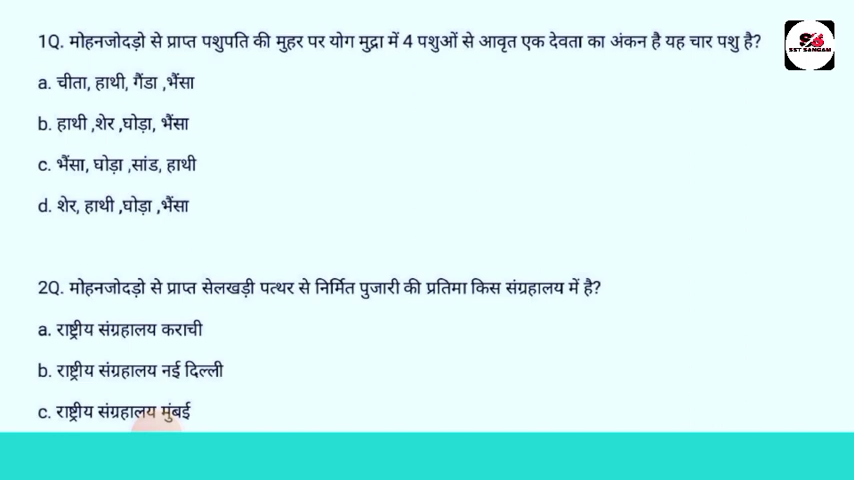 1Q. मोहनजोदड़ो से प्राप्त पशुपति की मुहर पर योग मुद्रा में 4 पशुओं से आवृत एक देवता का अंकन है यह चार पशु है?
SS
SST SANGAM
a. चीता, हाथी, गैंडा ,भैंसा
b. हाथी ,शेर ,घोड़ा, भैंसा
c. भैंसा, घोड़ा ,सांड, हाथी
d. शेर, हाथी ,घोड़ा ,भैंसा
2Q. मोहनजोदड़ो से प्राप्त सेलखड़ी पत्थर से निर्मित पुजारी की प्रतिमा किस संग्रहालय में है?
a. राष्ट्रीय संग्रहालय कराची
b. राष्ट्रीय संग्रहालय नई दिल्ली
c. राष्ट्रीय संग्रहालय मुंबई